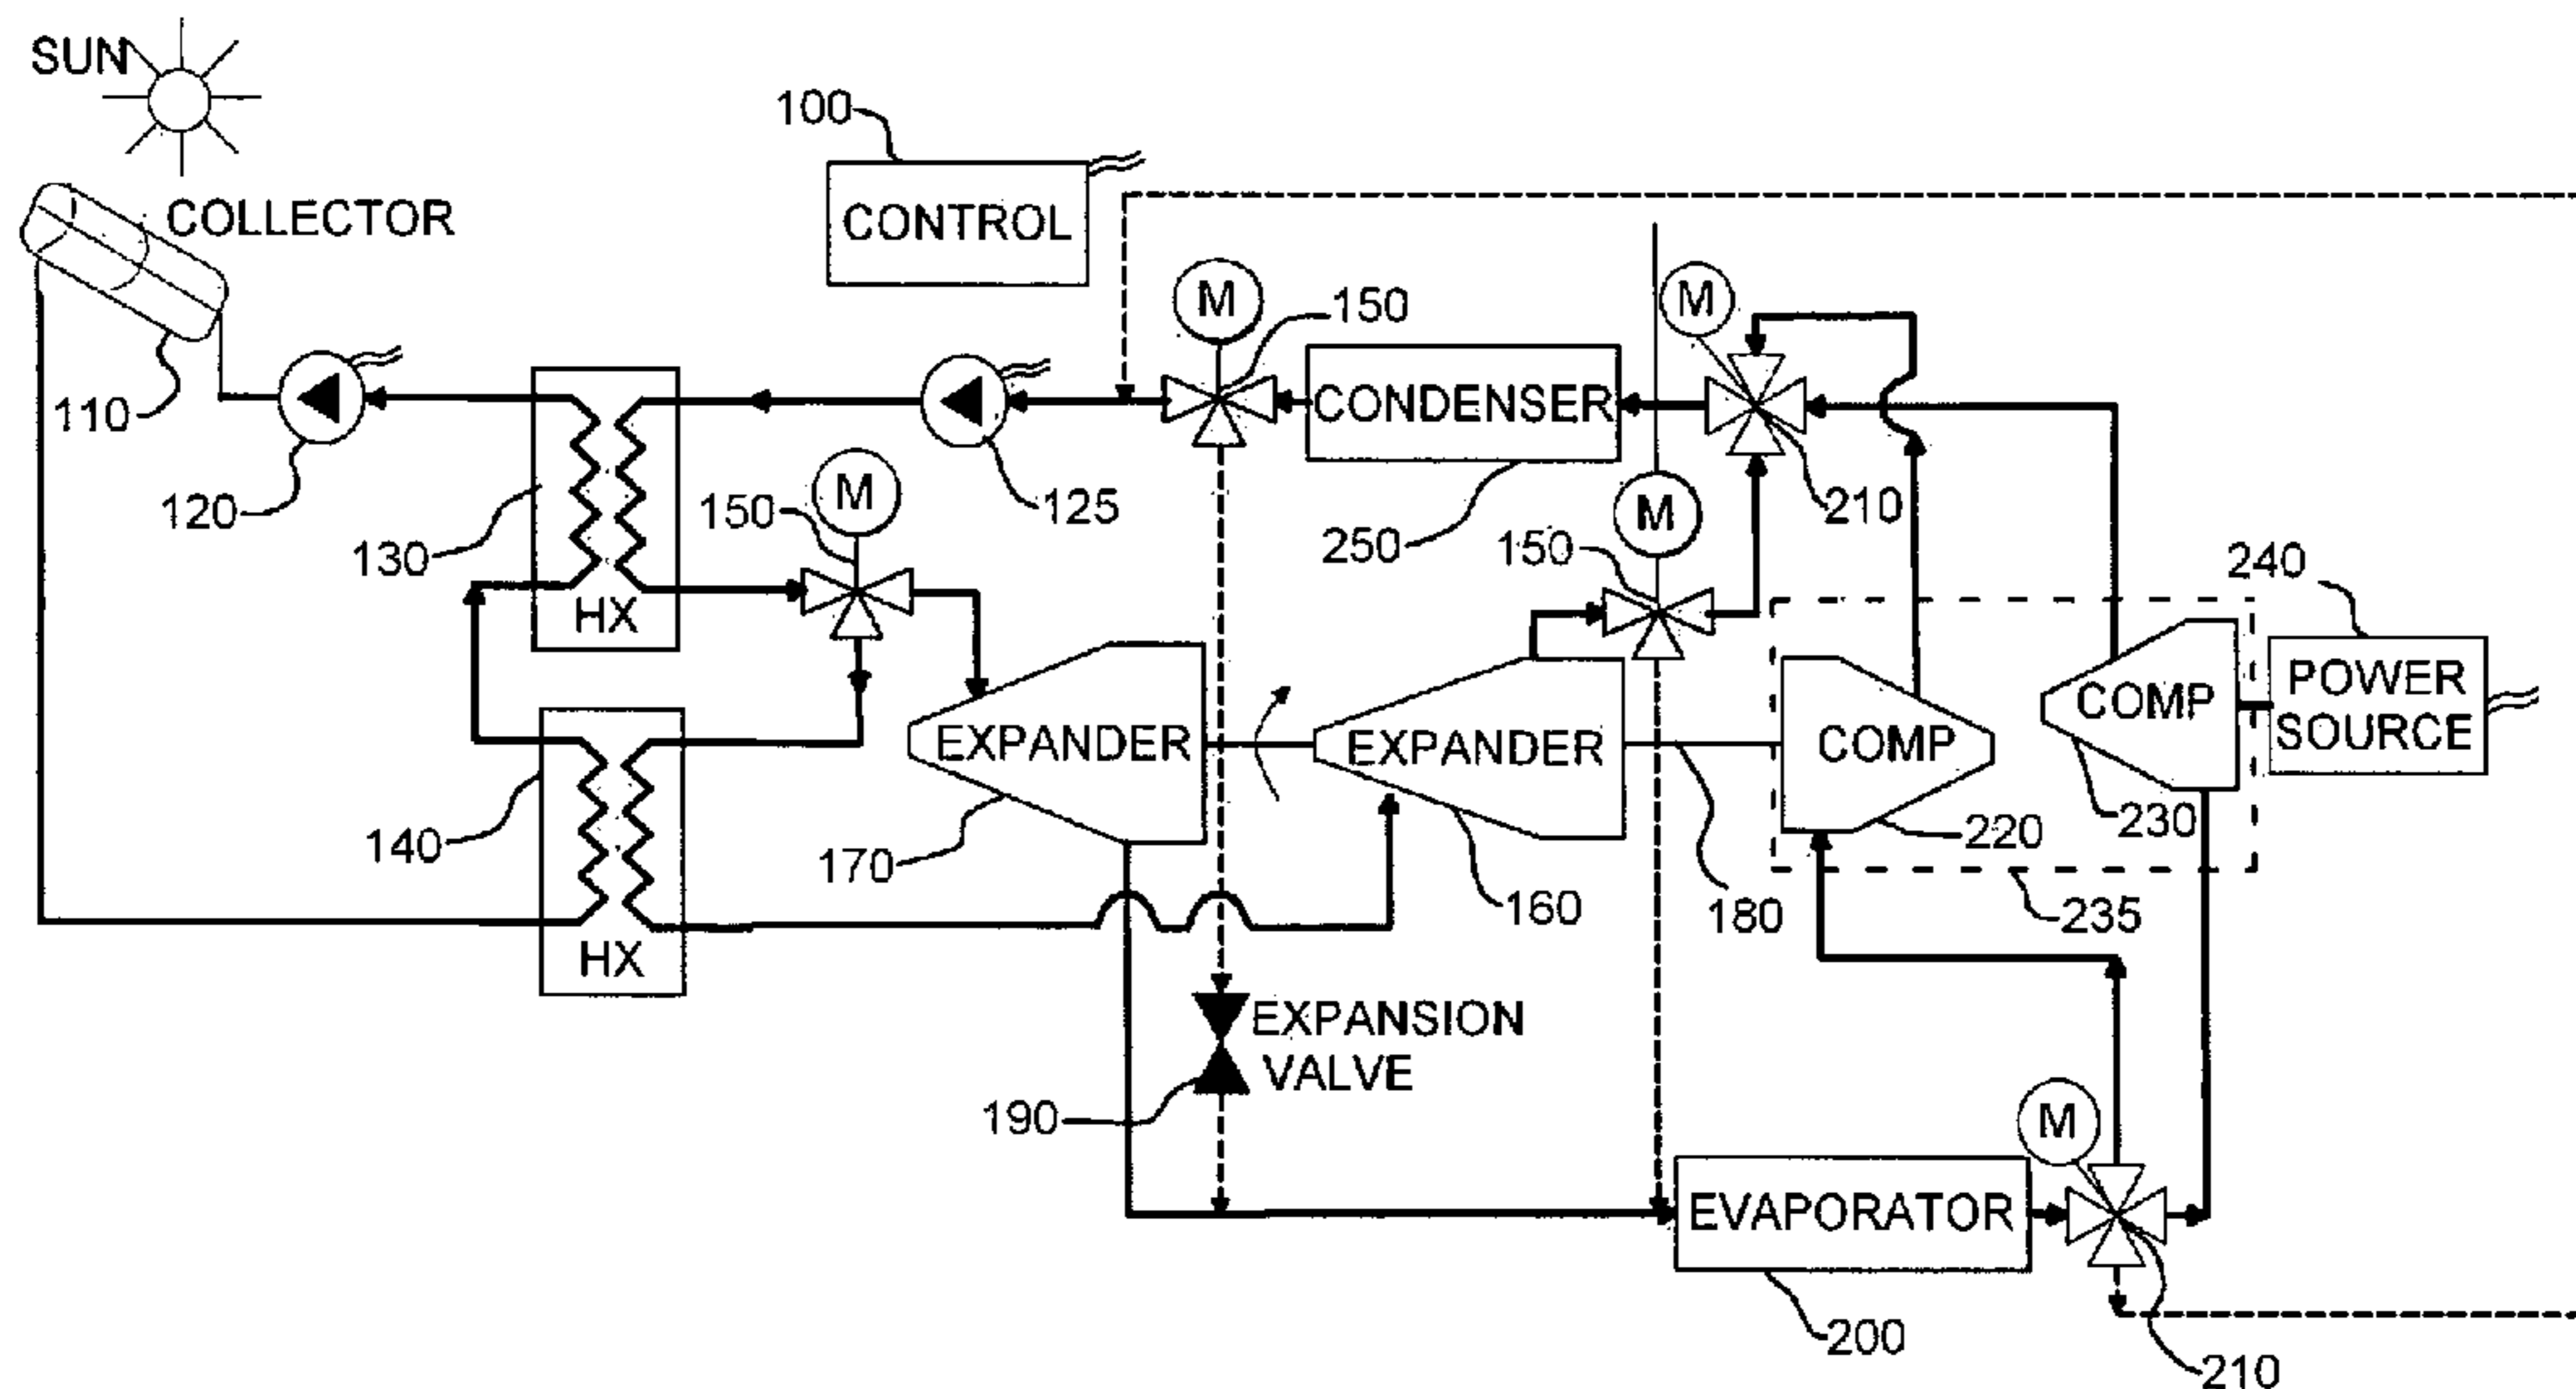 SUN
100
CONTROL
COLLECTOR
M
150
M
CONDENSER
110
120
130
HX
150
M
125
250
M
150
210
240
POWER
SOURCE
EXPANDER
EXPANDER
COMP
COMP
140
HX
170
160
180
220
230
235
EXPANSION
VALVE
190
M
EVAPORATOR
200
210